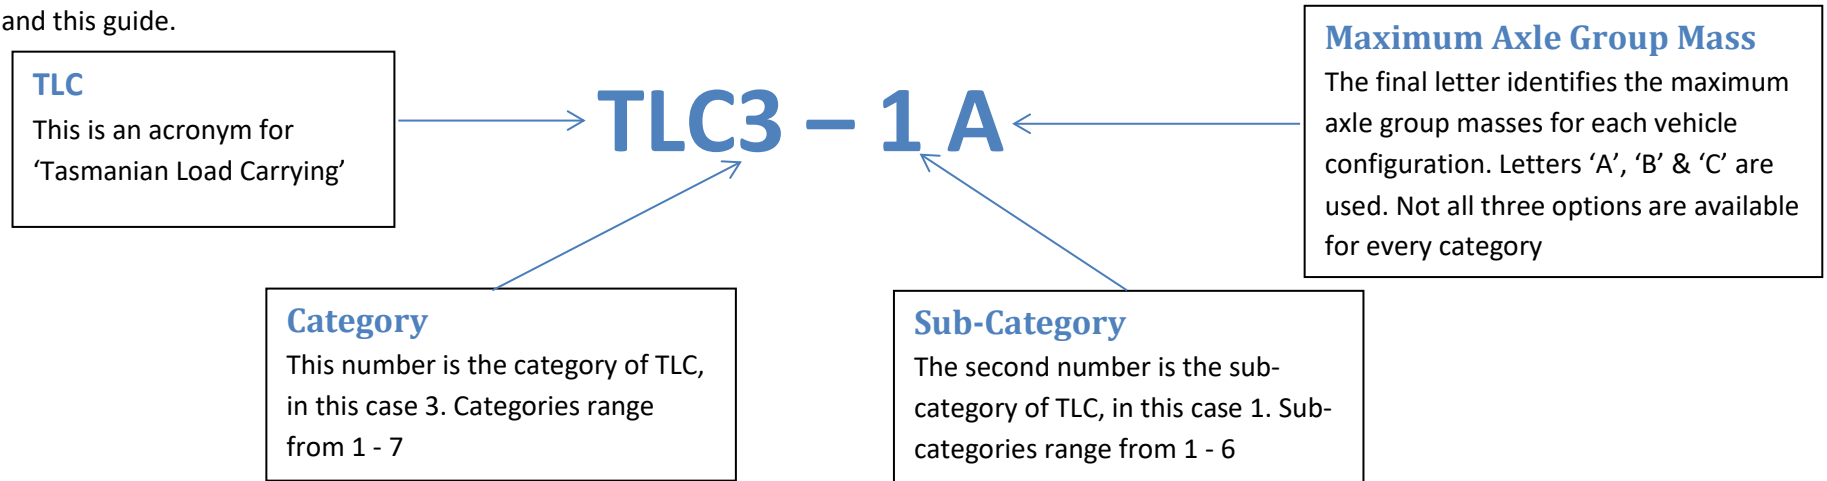 and this guide.
TLC
This is an acronym for
‘Tasmanian Load Carrying’
TLC3 – 1 A
Maximum Axle Group Mass
The final letter identifies the maximum
axle group masses for each vehicle
configuration. Letters ‘A’, ‘B’ & ‘C’ are
used. Not all three options are available
for every category
Category
This number is the category of TLC,
in this case 3. Categories range
from 1 - 7
Sub-Category
The second number is the sub-
category of TLC, in this case 1. Sub-
categories range from 1 - 6